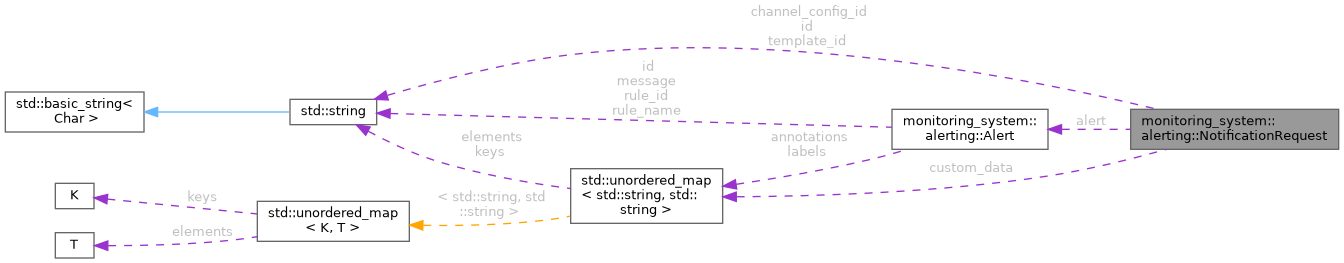 channel_config_id
id
template_id
id
message
rule_id
rule_name
std::basic_string<
Char >
std::string
monitoring_system::
alerting::Alert
alert
monitoring_system::
alerting::NotificationRequest
elements
keys
annotations
labels
custom_data
std::unordered_map
< std::string, std::
string >
< std::string, std
::string >
K
keys
std::unordered_map
< K, T >
elements
T